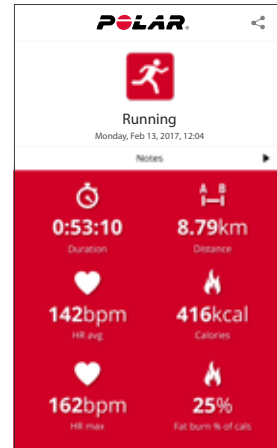 POLAR.
Running
Monday, Feb 13, 2017, 12:04
Notes
A B
0:53:10 8.79km
Duration Distance
142bpm 416kcal
HR avg Calories
162bpm 25%
HR max Fat burn % of cals